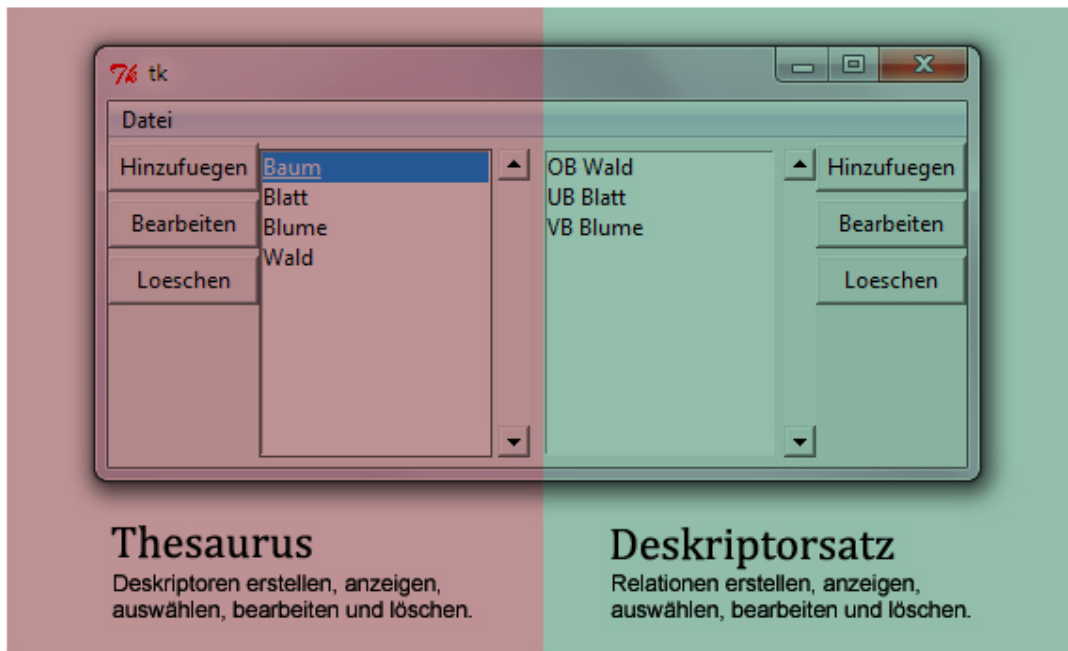 tk
Datei
Hinzufuegen
Bearbeiten
Loeschen
Baum
Blatt
Blume
Wald
OB Wald
UB Blatt
VB Blume
Hinzufuegen
Bearbeiten
Loeschen
Thesaurus
Deskriptoren erstellen, anzeigen,
auswählen, bearbeiten und löschen.
Deskriptorsatz
Relationen erstellen, anzeigen,
auswählen, bearbeiten und löschen.